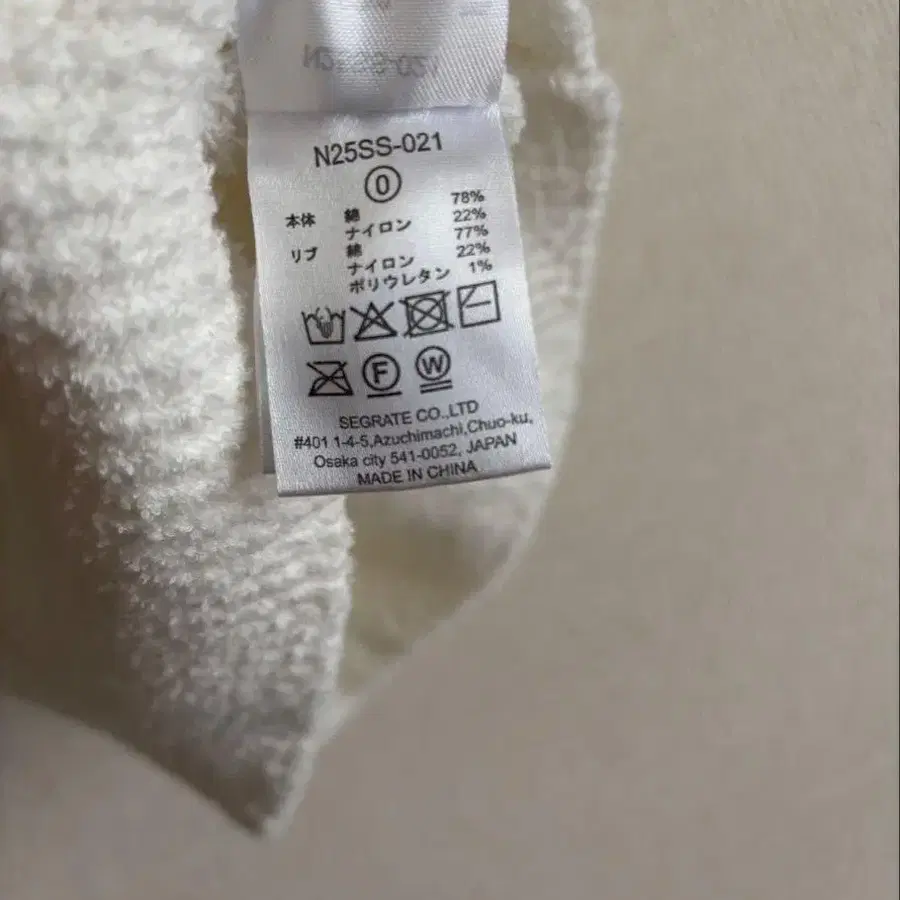 N25SS-021
0
本体 綿 78%
ナイロン 22%
リブ 綿 77%
ナイロン 22%
ポリウレタン 1%
F W
SEGRATE CO.,LTD
#401 1-4-5,Azuchimachi,Chuo-ku,
Osaka city 541-0052, JAPAN
MADE IN CHINA